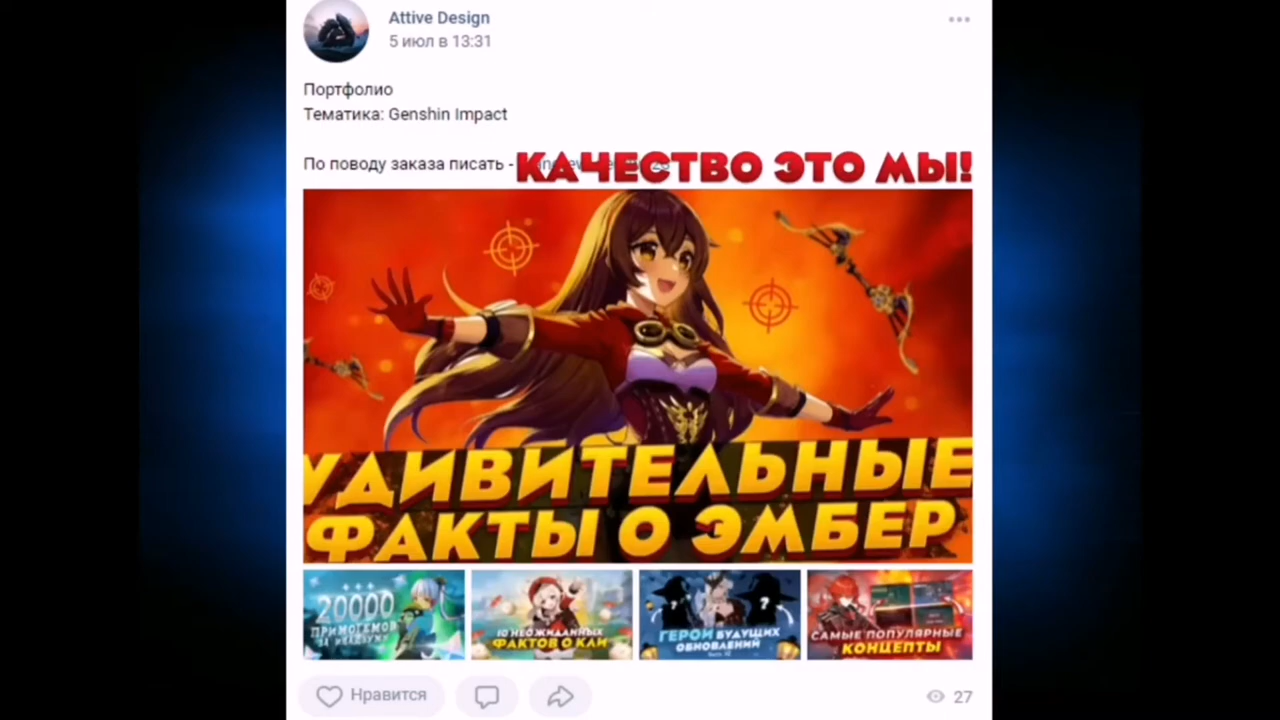 Attive Design
5 июл в 13:31
Портфолио
Тематика: Genshin Impact
По поводу заказа писать -
КАЧЕСТВО ЭТО МЫ!
УДИВИТЕЛЬНЫЕ
ФАКТЫ О ЭМБЕР
20000
ПРИМОГЕМОВ
10 НЕОЖИДАННЫХ
ФАКТОВ О КЛИ
ГЕРОИ БУДУЩИХ
ОБНОВЛЕНИЙ
САМЫЕ ПОПУЛЯРНЫЕ
КОНЦЕПТЫ
Нравится
27